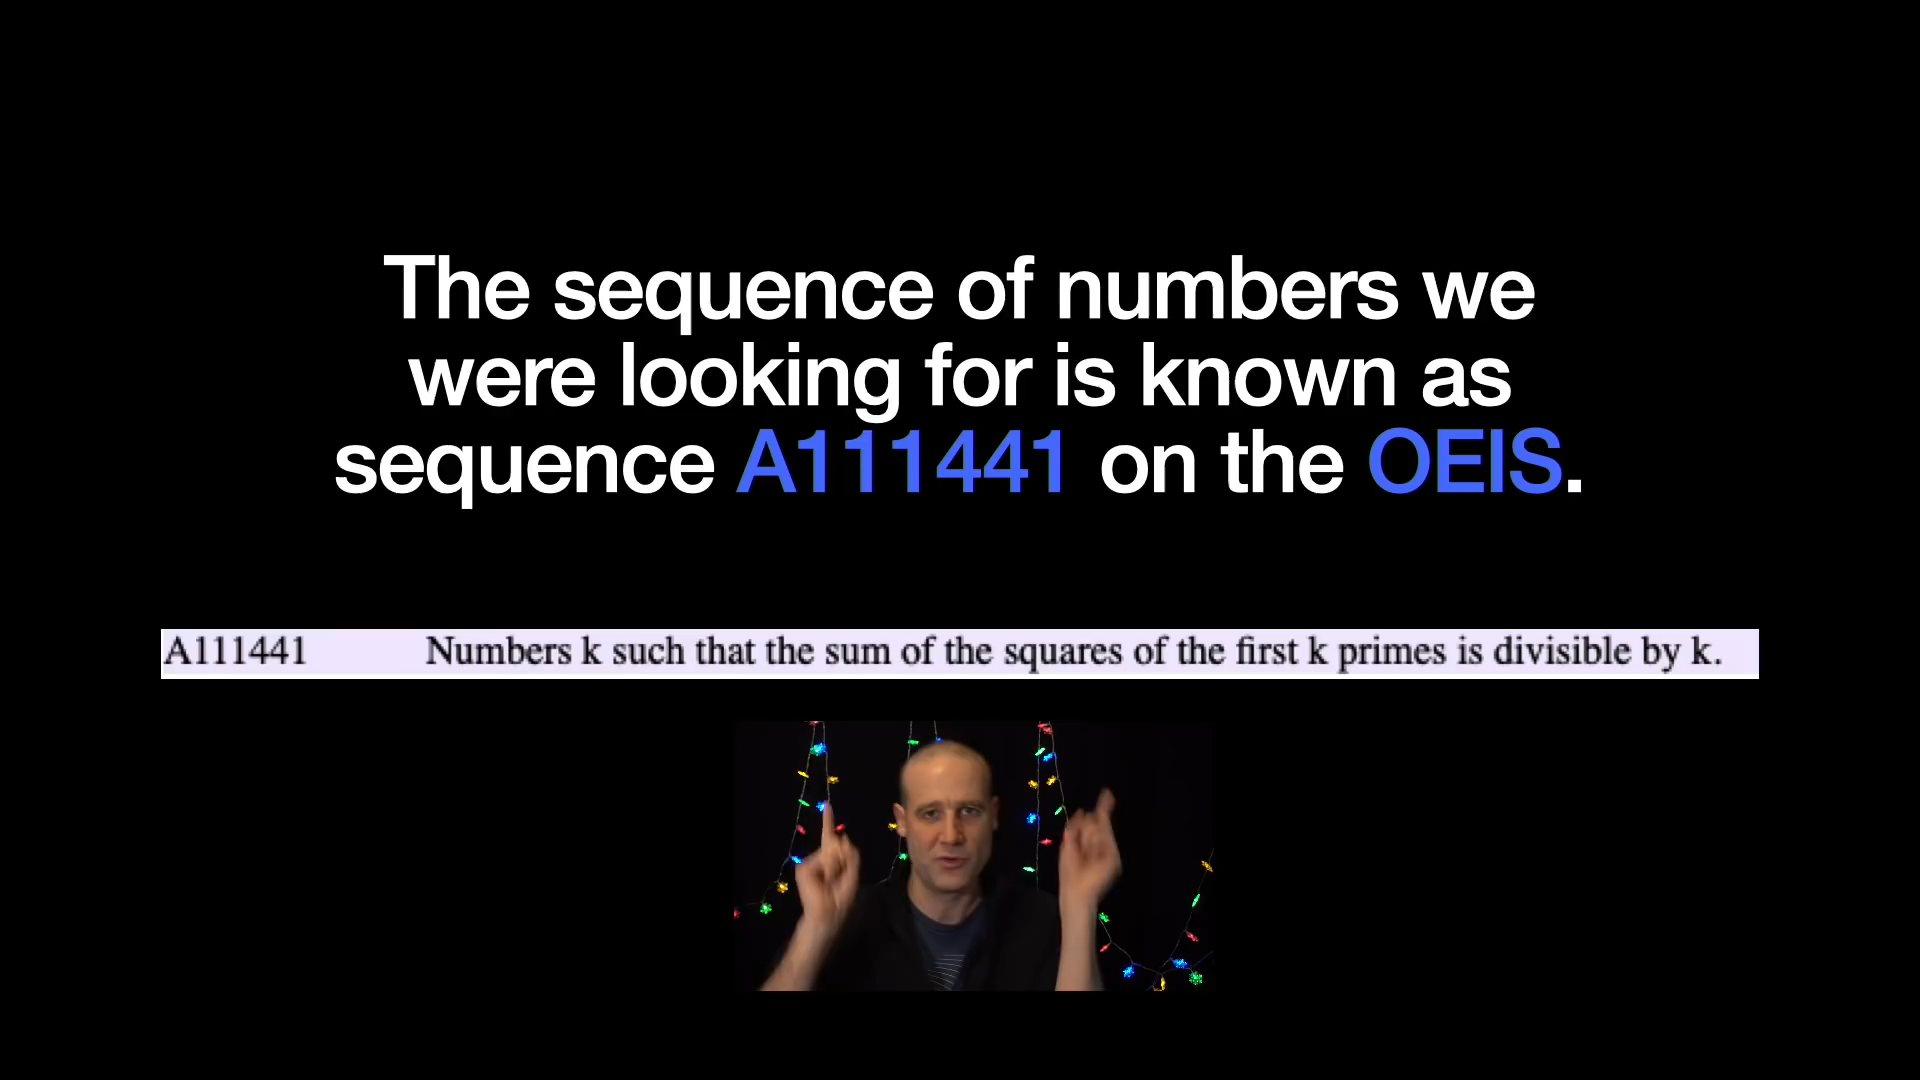 The sequence of numbers we
were looking for is known as
sequence A111441 on the OEIS.
A111441 Numbers k such that the sum of the squares of the first k primes is divisible by k.